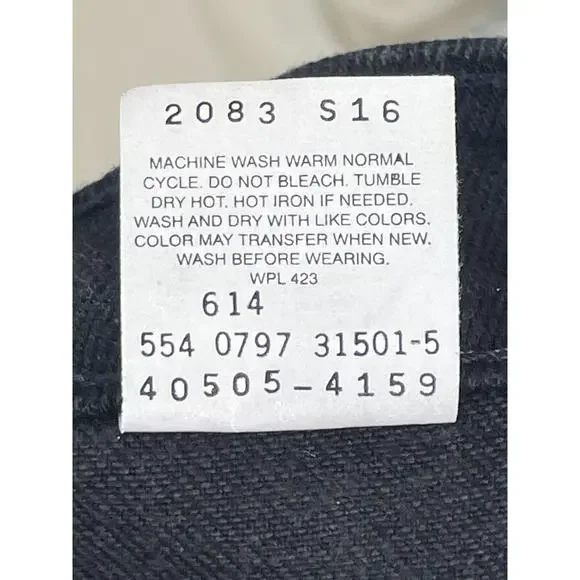 2083 S16
MACHINE WASH WARM NORMAL
CYCLE. DO NOT BLEACH. TUMBLE
DRY HOT. HOT IRON IF NEEDED.
WASH AND DRY WITH LIKE COLORS.
COLOR MAY TRANSFER WHEN NEW.
WASH BEFORE WEARING.
WPL 423
614
554 0797 31501-5
40505-4159